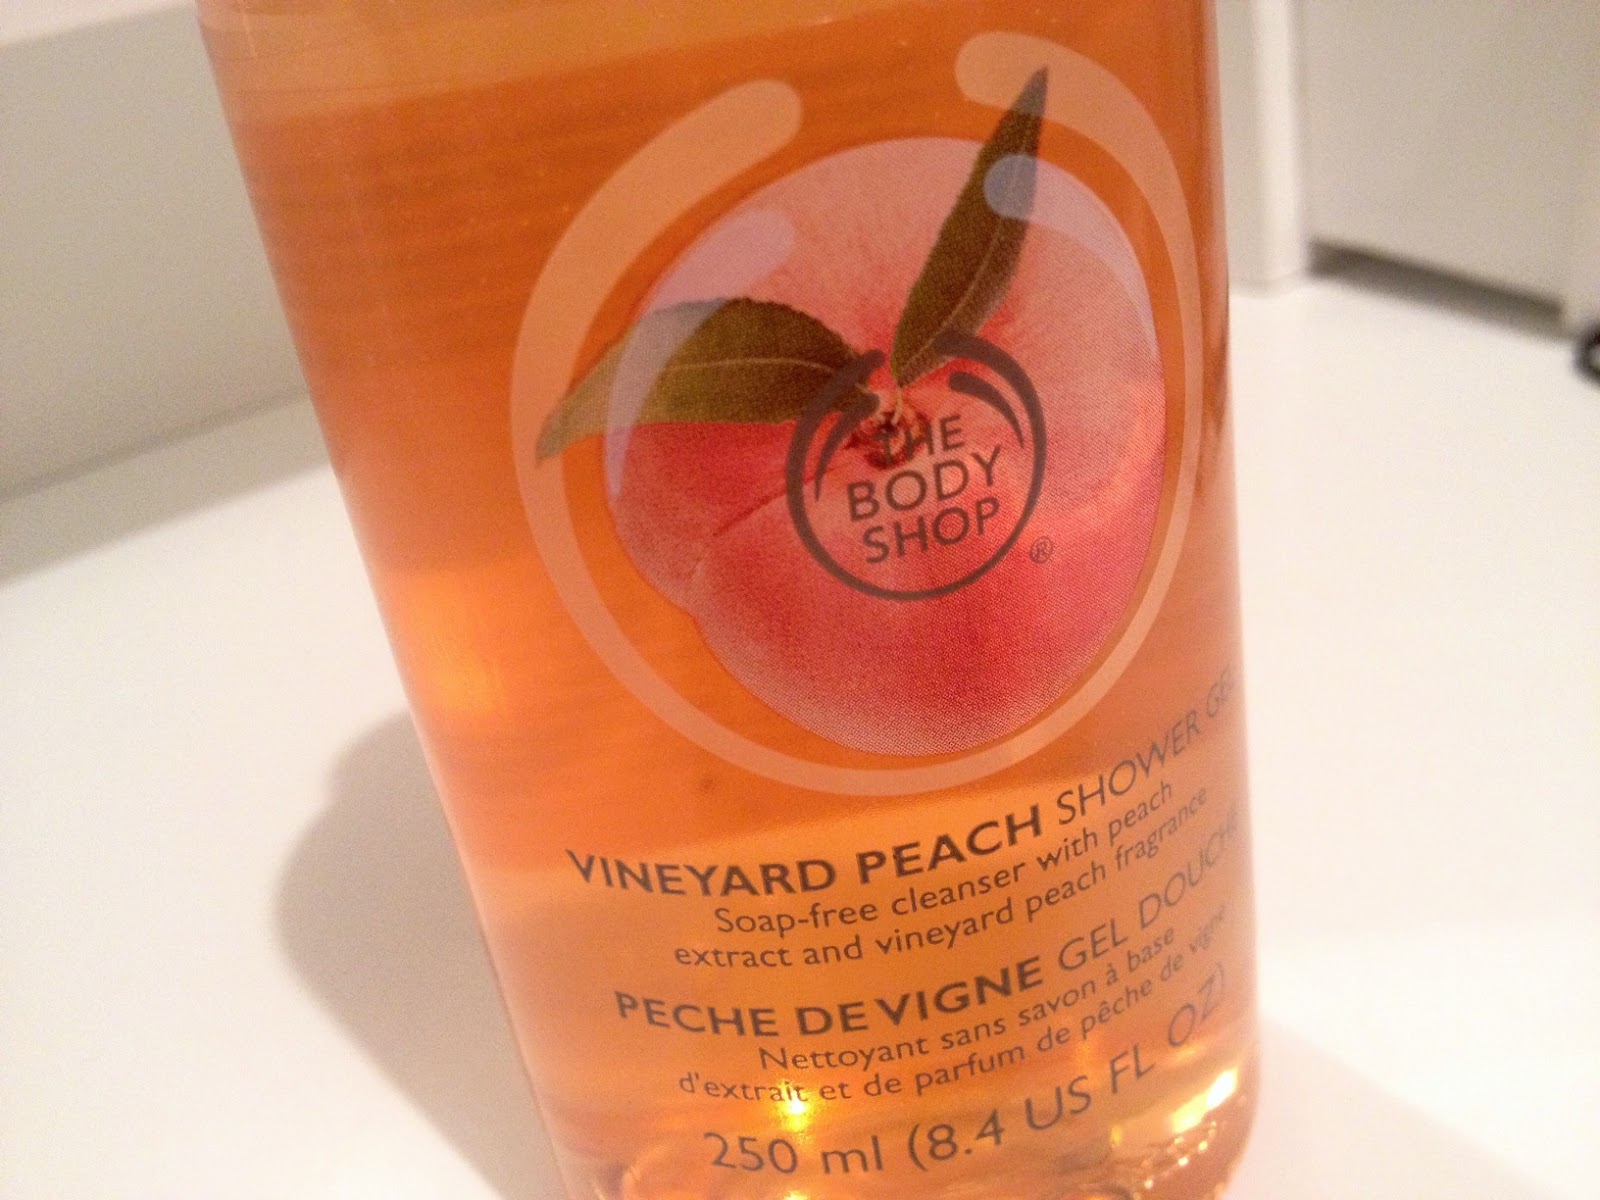 THE
BODY
SHOP
®
VINEYARD PEACH SHOWER GEL
Soap-free cleanser with peach
extract and vineyard peach fragrance
PECHE DE VIGNE GEL DOUCHE
Nettoyant sans savon à base
d'extrait et de parfum de pêche de vigne
250 ml (8.4 US FL OZ)